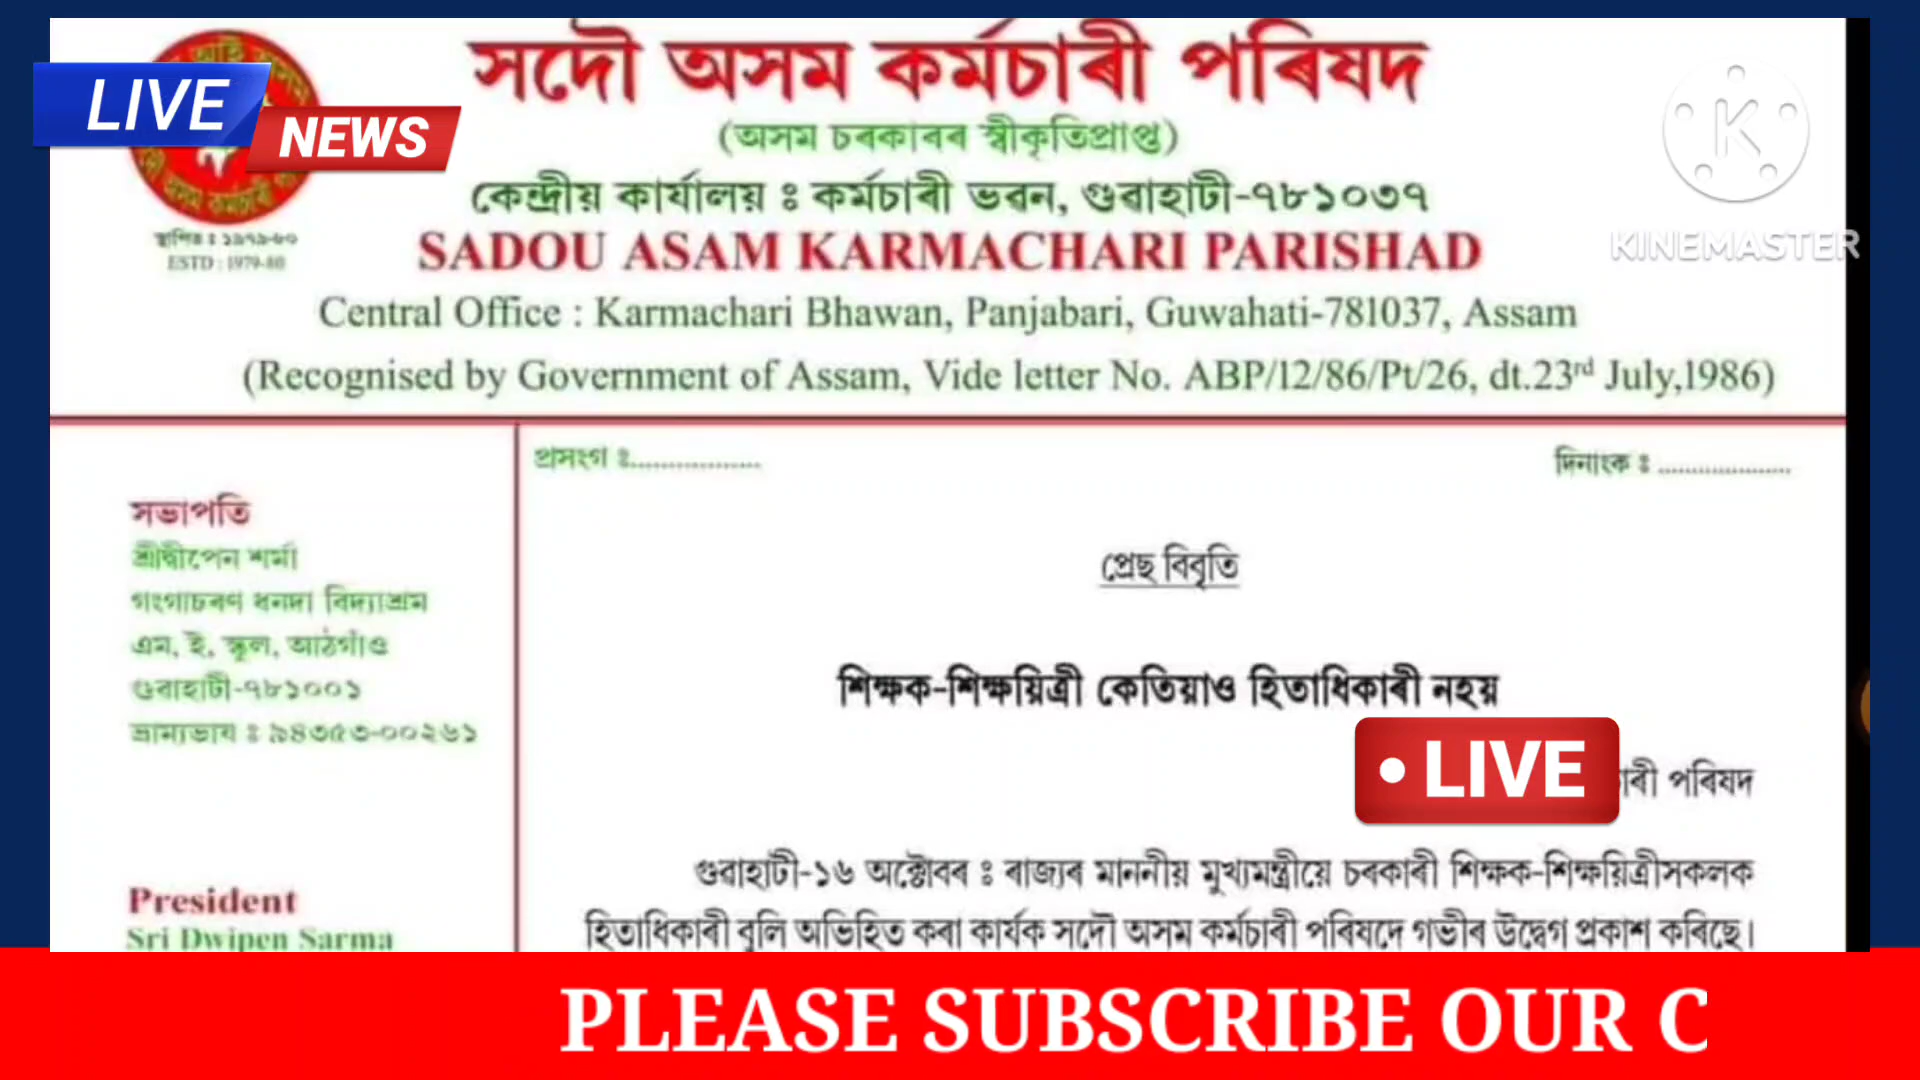 সদৌ অসম কৰ্মচাৰী পৰিষদ
(অসম চৰকাৰৰ স্বীকৃতিপ্ৰাপ্ত)
কেন্দ্ৰীয় কাৰ্যালয় ঃ কৰ্মচাৰী ভৱন, গুৱাহাটী-৭৮১০৩৭
SADOU ASAM KARMACHARI PARISHAD
Central Office : Karmachari Bhawan, Panjabari, Guwahati-781037, Assam
(Recognised by Government of Assam, Vide letter No. ABP/12/86/Pt/26, dt.23rd July,1986)
LIVE
NEWS
স্থাপিত ঃ ১৯৭৯-৮০
ESTD : 1979-80
KINEMASTER
প্ৰসংগ ঃ..................
দিনাংক ঃ ...................
সভাপতি
শ্ৰীদ্বীপেন শৰ্মা
গংগাচৰণ ধনদা বিদ্যাশ্ৰম
এম. ই. স্কুল, আঠগাঁও
গুৱাহাটী-৭৮১০০১
ভ্ৰাম্যভাষ ঃ ৯৪৩৫৩-০০২৬১
President
Sri Dwipen Sarma
প্ৰেছ বিবৃতি
শিক্ষক-শিক্ষয়িত্ৰী কেতিয়াও হিতাধিকাৰী নহয়
• LIVE
পৰিষদ
গুৱাহাটী-১৬ অক্টোবৰ ঃ ৰাজ্যৰ মাননীয় মুখ্যমন্ত্ৰীয়ে চৰকাৰী শিক্ষক-শিক্ষয়িত্ৰীসকলক
হিতাধিকাৰী বুলি অভিহিত কৰা কাৰ্যক সদৌ অসম কৰ্মচাৰী পৰিষদে গভীৰ উদ্বেগ প্ৰকাশ কৰিছে।
PLEASE SUBSCRIBE OUR C